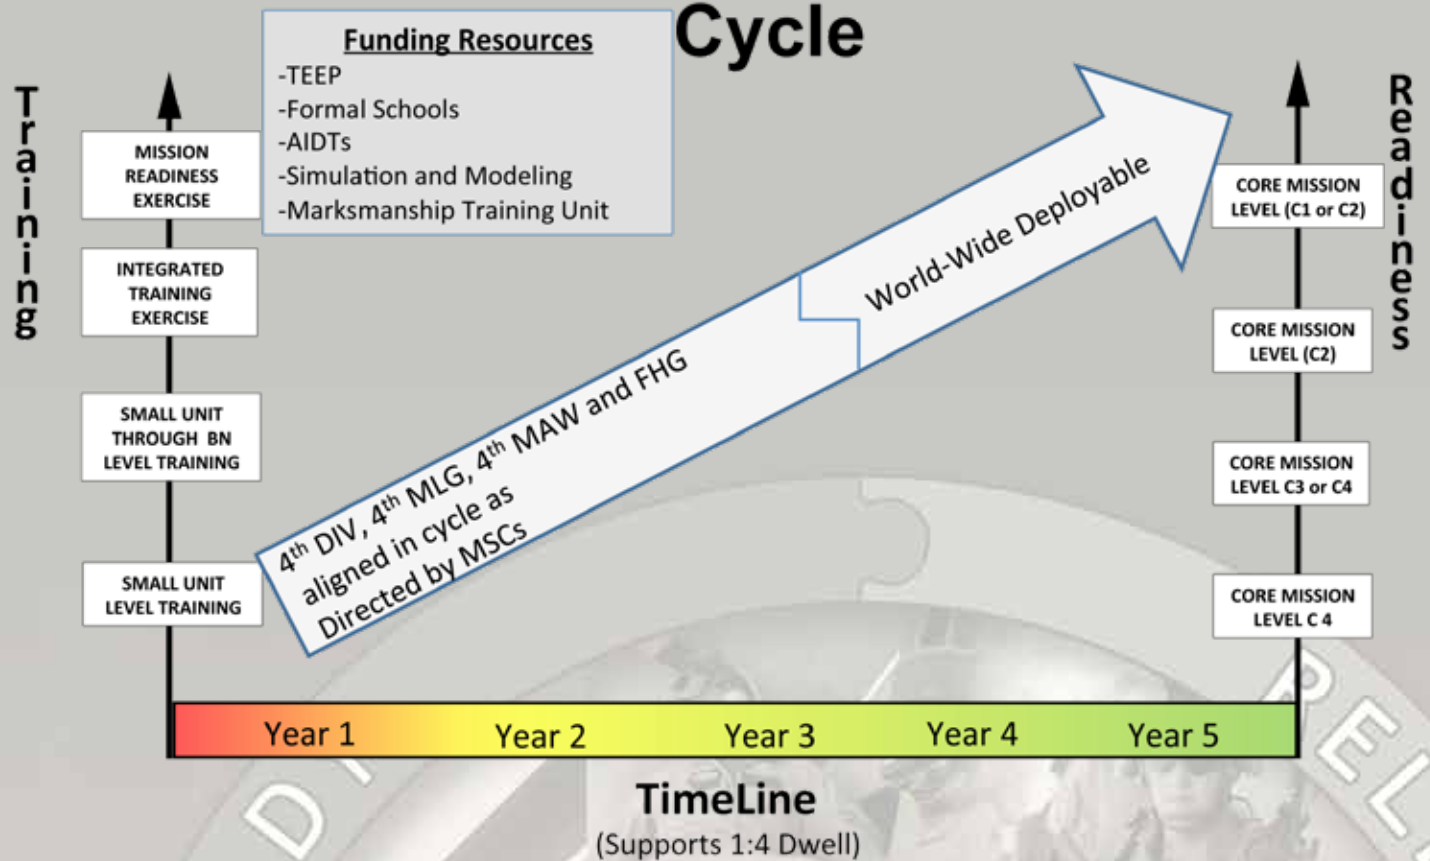 Cycle
Funding Resources
-TEEP
-Formal Schools
-AIDTs
-Simulation and Modeling
-Marksmanship Training Unit
Training
MISSION
READINESS
EXERCISE
INTEGRATED
TRAINING
EXERCISE
SMALL UNIT
THROUGH BN
LEVEL TRAINING
SMALL UNIT
LEVEL TRAINING
4th DIV, 4th MLG, 4th MAW and FHG
aligned in cycle as
Directed by MSCs
World-Wide Deployable
Readiness
CORE MISSION
LEVEL (C1 or C2)
CORE MISSION
LEVEL (C2)
CORE MISSION
LEVEL C3 or C4
CORE MISSION
LEVEL C 4
Year 1 Year 2 Year 3 Year 4 Year 5
TimeLine
(Supports 1:4 Dwell)